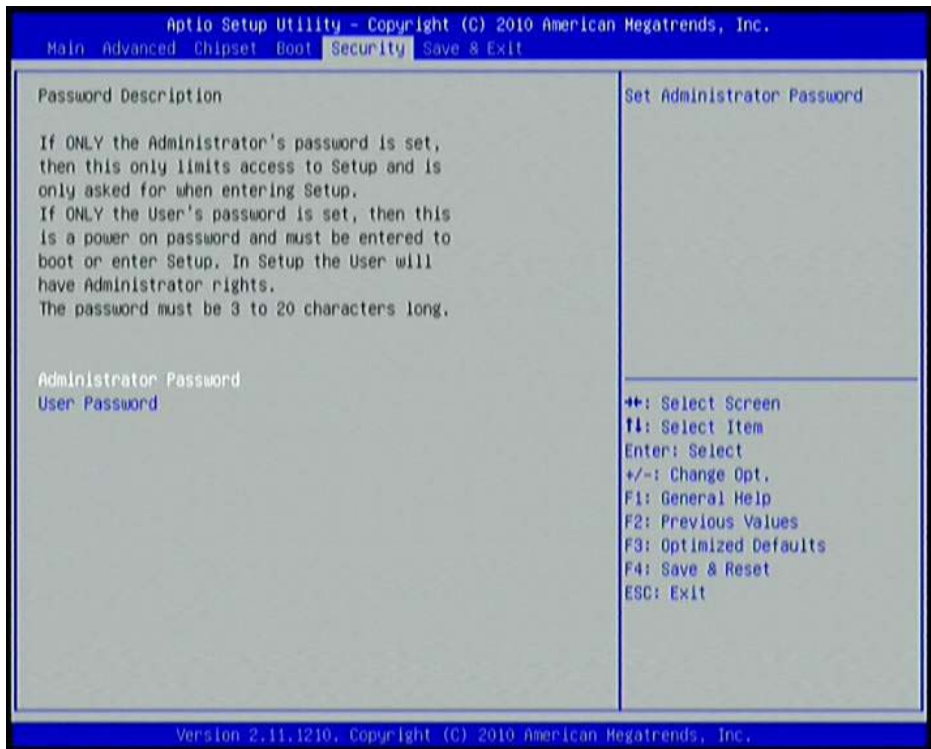 Aptio Setup Utility - Copyright (C) 2010 American Megatrends, Inc.
Main Advanced Chipset Boot Security Save & Exit
Password Description
If ONLY the Administrator's password is set,
then this only limits access to Setup and is
only asked for when entering Setup.
If ONLY the User's password is set, then this
is a power on password and must be entered to
boot or enter Setup. In Setup the User will
have Administrator rights.
The password must be 3 to 20 characters long.
Administrator Password
User Password
Set Administrator Password
→←: Select Screen
↑↓: Select Item
Enter: Select
+/-: Change Opt.
F1: General Help
F2: Previous Values
F3: Optimized Defaults
F4: Save & Reset
ESC: Exit
Version 2.11.1210. Copyright (C) 2010 American Megatrends, Inc.